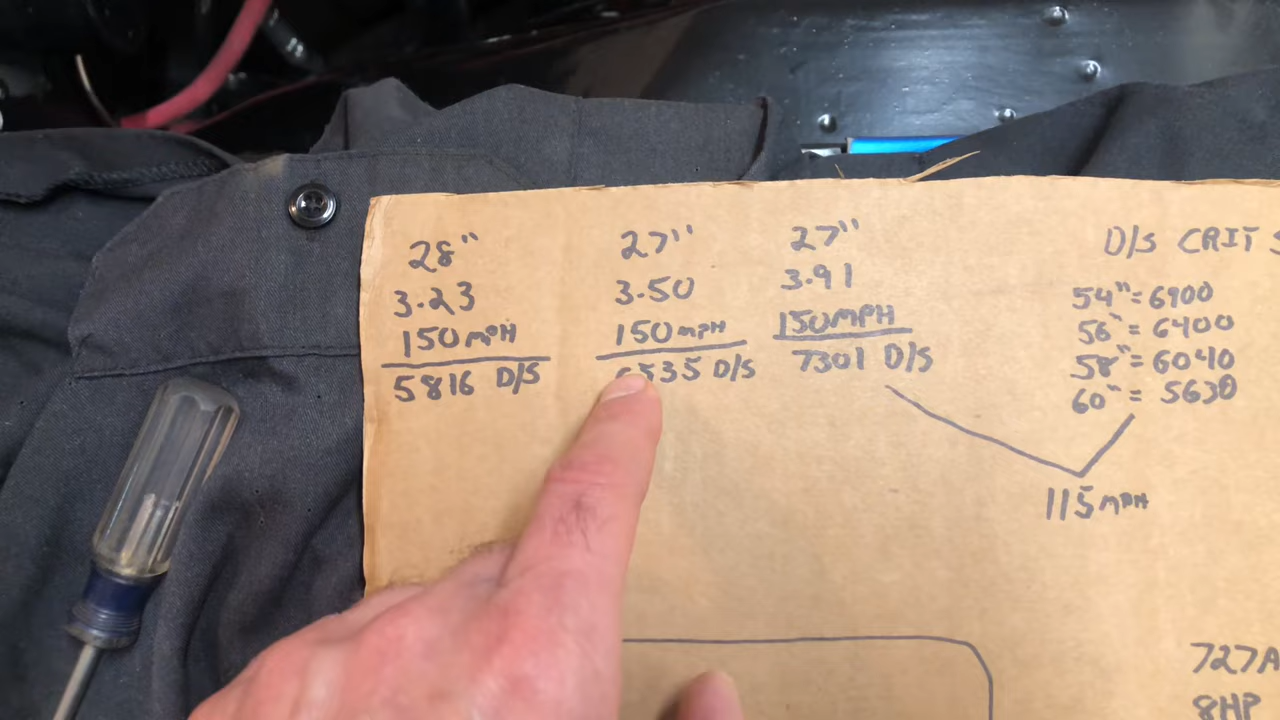 28"
3.23
150MPH
5816 D/S
27"
3.50
150MPH
D/S
27"
3.91
150MPH
7301 D/S
D/S CRIT
54" = 6900
56" = 6400
58" = 6040
60" = 5630
115MPH
727A
8HP